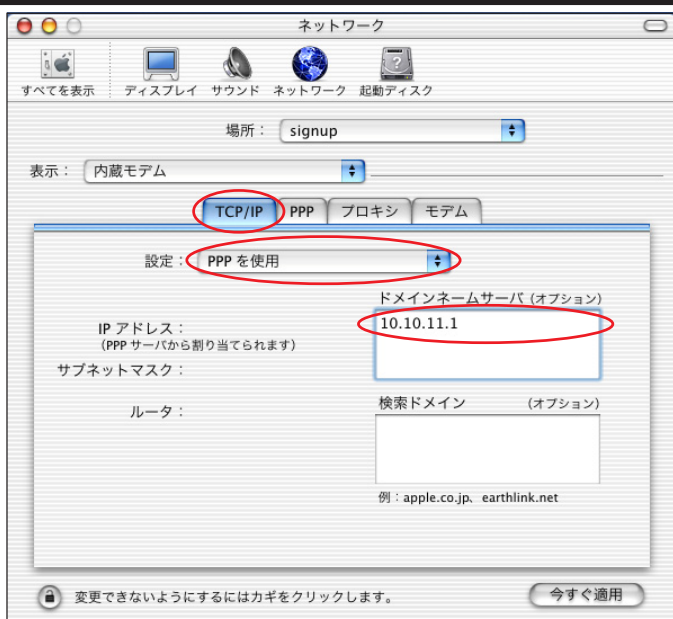 ネットワーク
すべてを表示 ディスプレイ サウンド ネットワーク 起動ディスク
場所： signup
表示： 内蔵モデム
TCP/IP PPP プロキシ モデム
設定： PPP を使用
ドメインネームサーバ (オプション)
10.10.11.1
IP アドレス：
(PPP サーバから割り当てられます)
サブネットマスク：
ルータ：
検索ドメイン (オプション)
例：apple.co.jp、earthlink.net
変更できないようにするにはカギをクリックします。
今すぐ適用